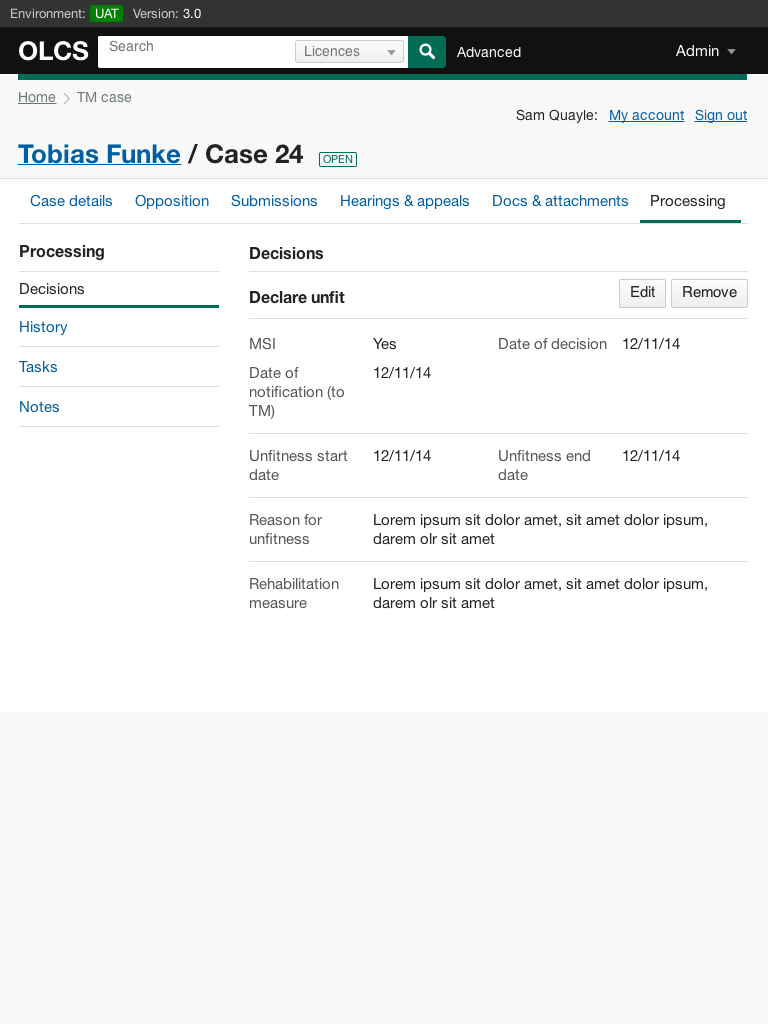 Environment: UAT Version: 3.0
OLCS Search Licences Advanced Admin
Home TM case
Sam Quayle: My account Sign out
Tobias Funke / Case 24 OPEN
Case details Opposition Submissions Hearings & appeals Docs & attachments Processing
Processing
Decisions
History
Tasks
Notes
Decisions
Declare unfit Edit Remove
MSI Yes Date of decision 12/11/14
Date of 12/11/14
notification (to
TM)
Unfitness start 12/11/14 Unfitness end 12/11/14
date date
Reason for Lorem ipsum sit dolor amet, sit amet dolor ipsum,
unfitness darem olr sit amet
Rehabilitation Lorem ipsum sit dolor amet, sit amet dolor ipsum,
measure darem olr sit amet